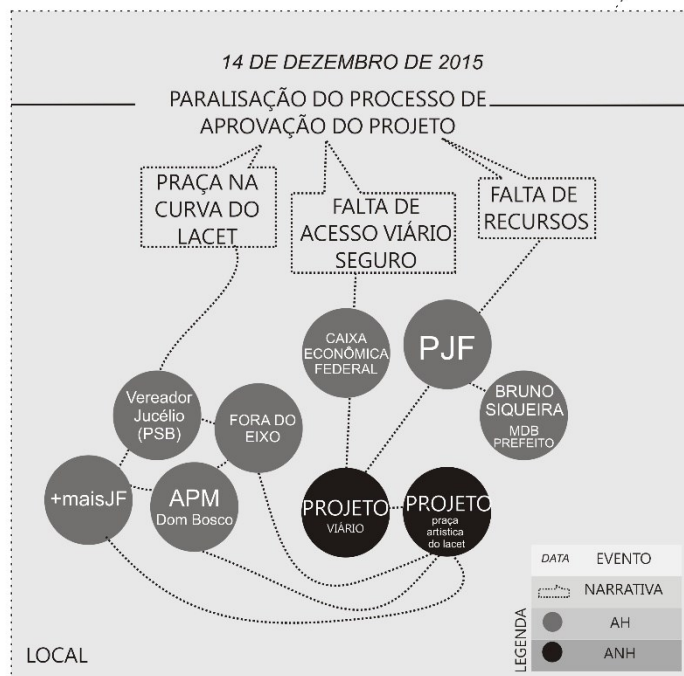 14 DE DEZEMBRO DE 2015
PARALISAÇÃO DO PROCESSO DE
APROVAÇÃO DO PROJETO
PRAÇA NA
CURVA DO
LACET
FALTA DE
ACESSO VIÁRIO
SEGURO
FALTA DE
RECURSOS
CAIXA
ECONÔMICA
FEDERAL
PJF
BRUNO
SIQUEIRA
MDB
PREFEITO
Vereador
Jucélio
(PSB)
FORA DO
EIXO
+maisJF
APM
Dom Bosco
PROJETO
VIÁRIO
PROJETO
praça
artística
do lacet
LOCAL
LEGENDA
DATA EVENTO
NARRATIVA
AH
ANH